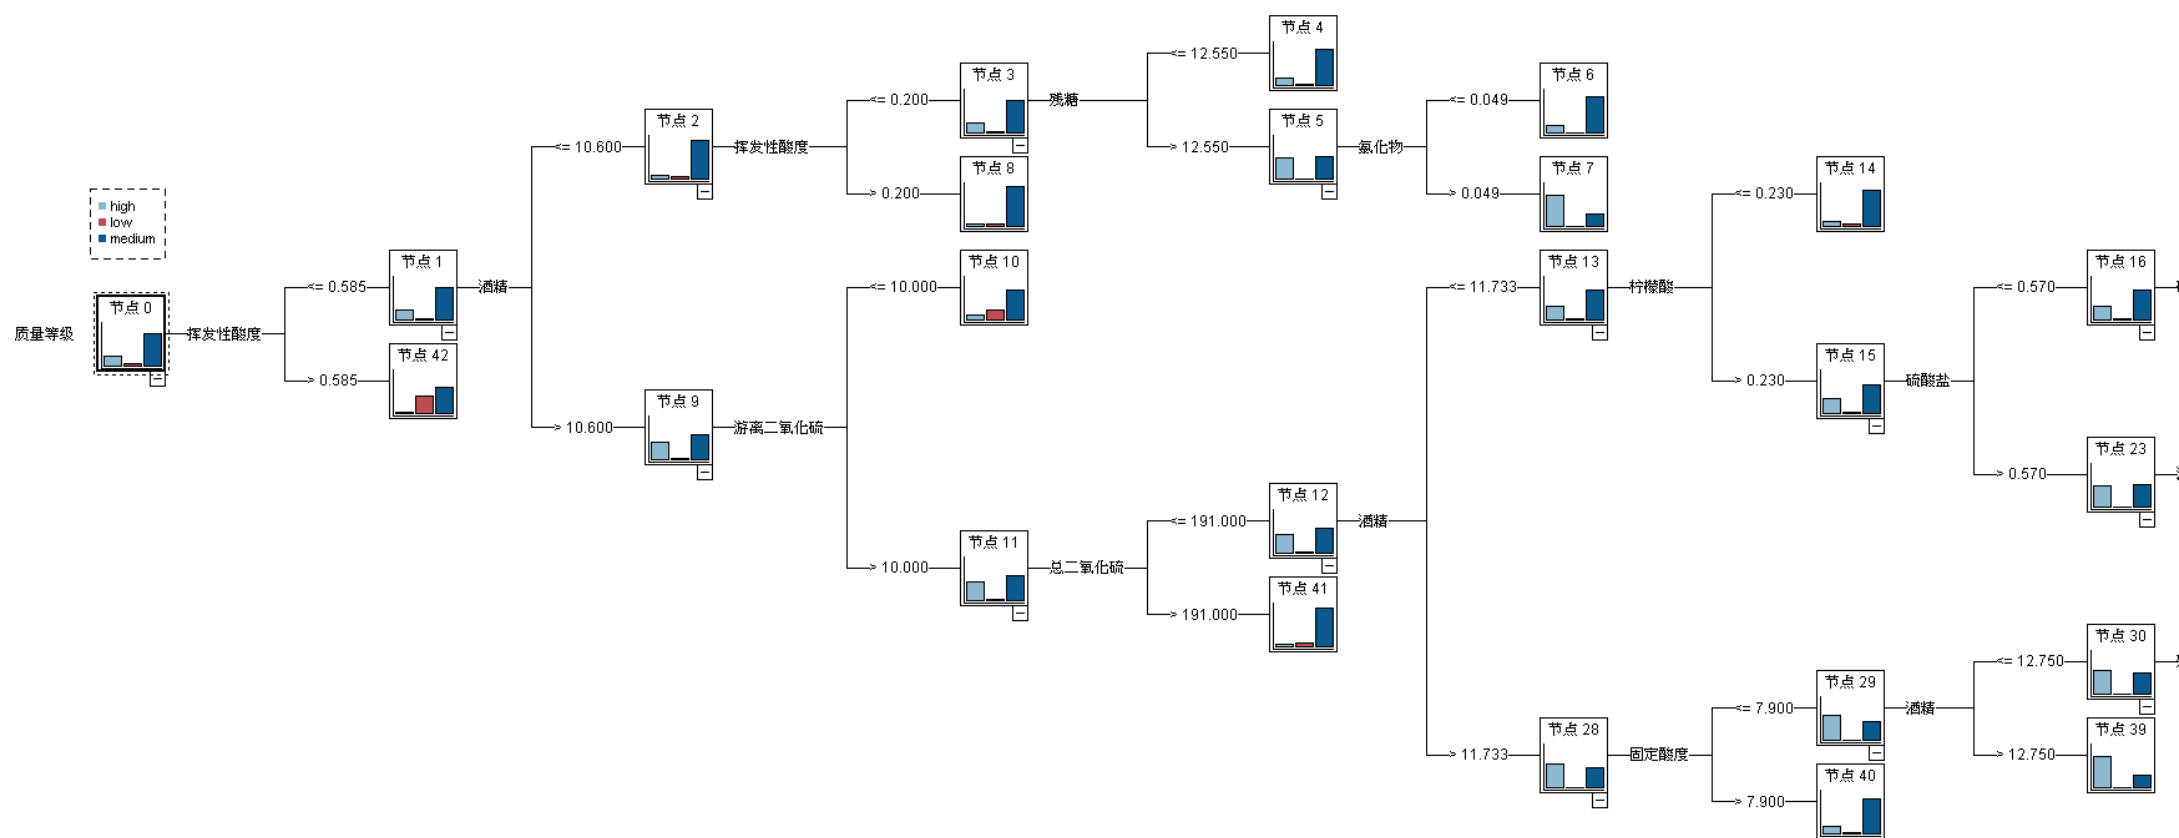 high
low
medium
质量等级
节点 0
挥发性酸度
<= 0.585
节点 1
酒精
> 0.585
节点 42
<= 10.600
节点 2
挥发性酸度
<= 0.200
节点 3
残糖
<= 12.550
节点 4
> 12.550
节点 5
氯化物
<= 0.049
节点 6
> 0.049
节点 7
> 0.200
节点 8
> 10.600
节点 9
游离二氧化硫
<= 10.000
节点 10
> 10.000
节点 11
总二氧化硫
<= 191.000
节点 12
酒精
<= 11.733
节点 13
柠檬酸
<= 0.230
节点 14
> 0.230
节点 15
硫酸盐
<= 0.570
节点 16
> 0.570
节点 23
> 11.733
节点 28
固定酸度
<= 7.900
节点 29
酒精
<= 12.750
节点 30
> 12.750
节点 39
> 7.900
节点 40
> 191.000
节点 41